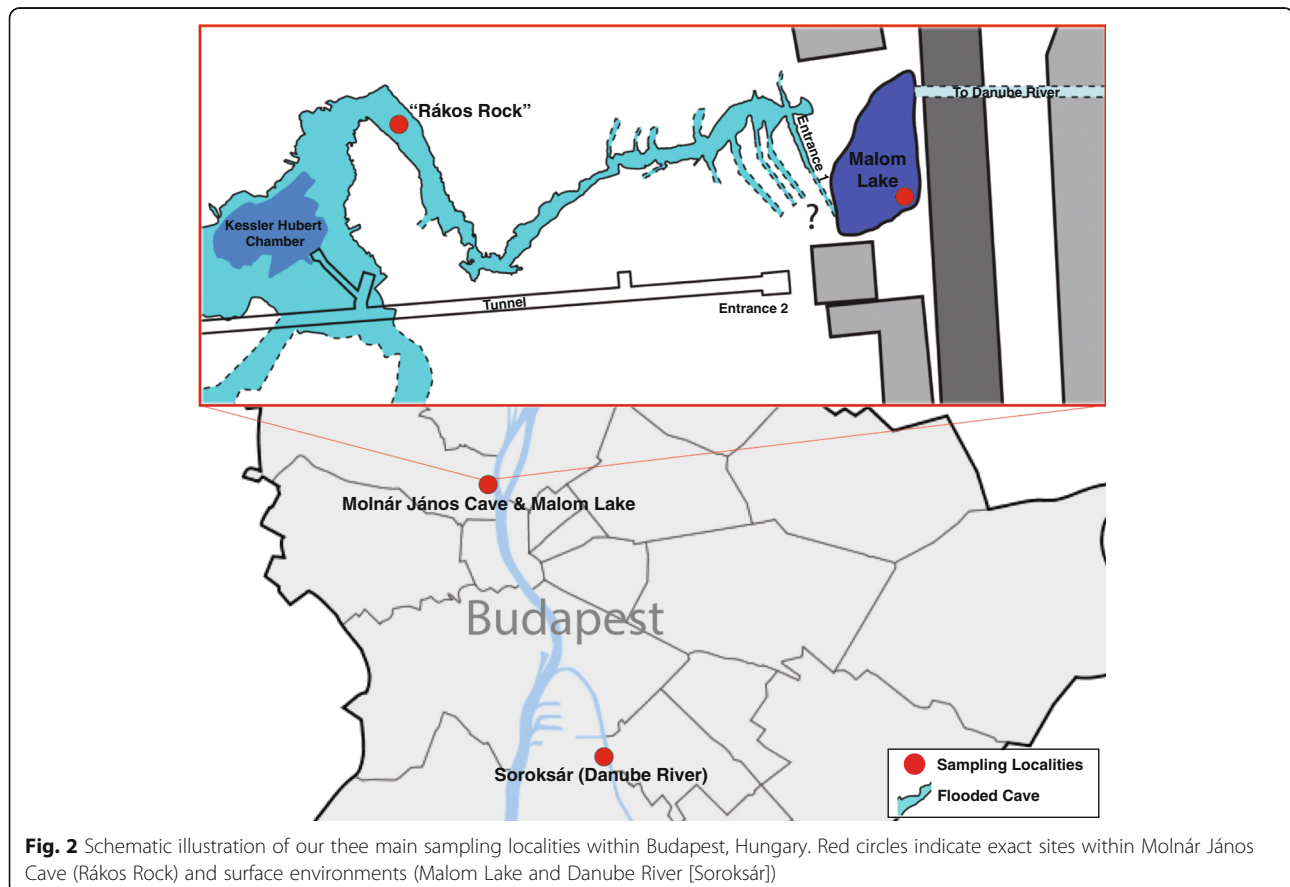 "Rákos Rock"
To Danube River
Entrance 1
Malom
Lake
Kessler Hubert
Chamber
?
Tunnel
Entrance 2
Molnár János Cave & Malom Lake
Budapest
Soroksár (Danube River)
Sampling Localities
Flooded Cave
Fig. 2 Schematic illustration of our thee main sampling localities within Budapest, Hungary. Red circles indicate exact sites within Molnár János
Cave (Rákos Rock) and surface environments (Malom Lake and Danube River [Soroksár])